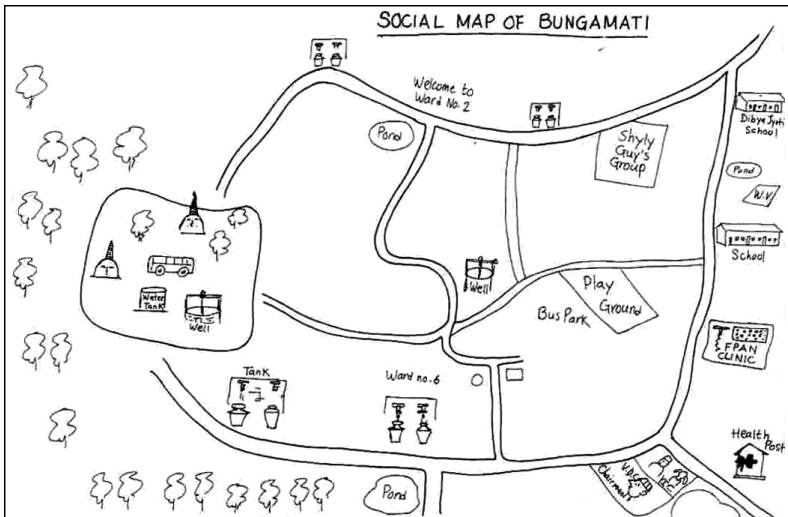 SOCIAL MAP OF BUNGAMATI
Welcome to
Ward No. 2
Pond
Shyly
Guy's
Group
Dibya Jyoti
School
Pond
W.V
School
Well
Play
Ground
Bus Park
Water
Tank
Well
FPAN
CLINIC
Tank
Ward no. 6
Health
Post
V.D.C
Chairman's
Pond